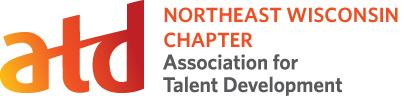 atd
NORTHEAST WISCONSIN
CHAPTER
Association for
Talent Development